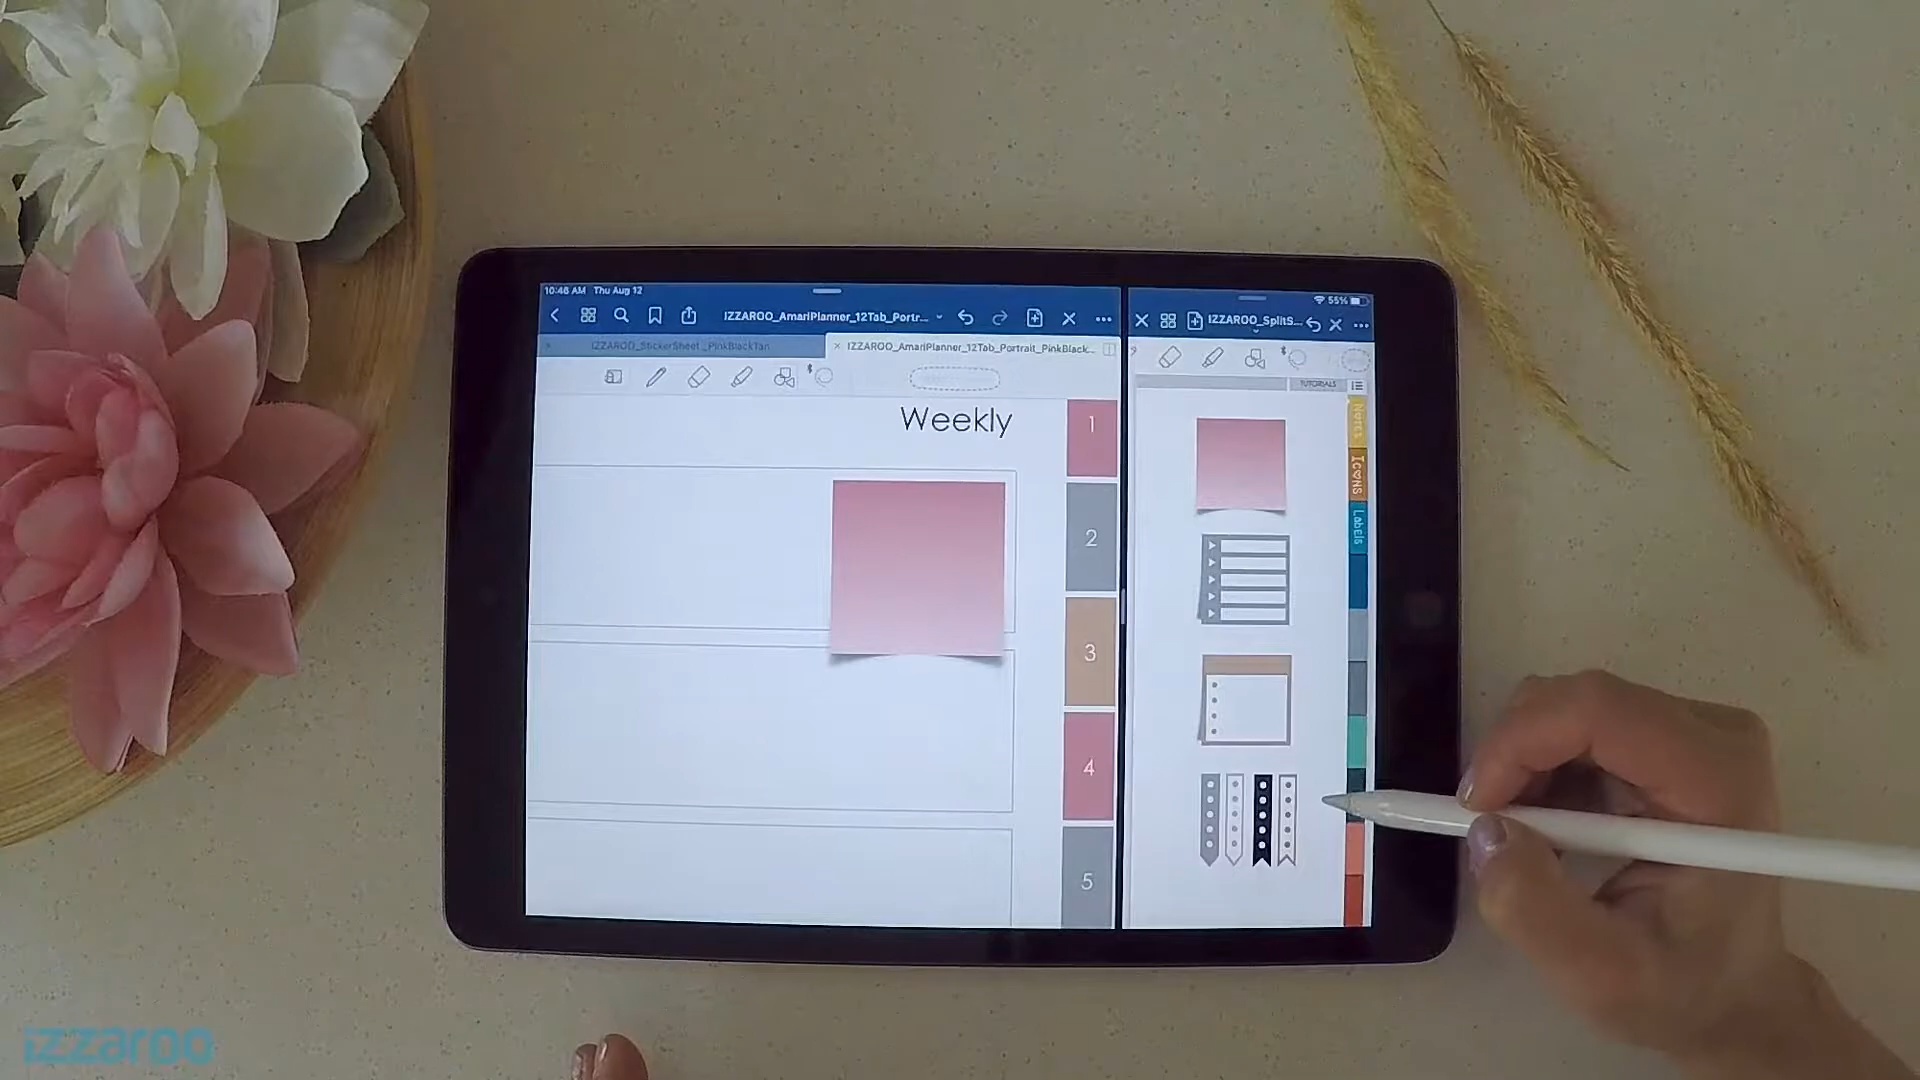 10:46 AM Thu Aug 12
55%
IZZAROO_AmariPlanner_12Tab_Portr...
IZZAROO_SplitS...
IZZAROO_StickerSheet_PinkBlackTan
IZZAROO_AmariPlanner_12Tab_Portrait_PinkBlack...
TUTORIALS
Weekly
1
2
3
4
5
Notes
Icons
Labels
izzaroo